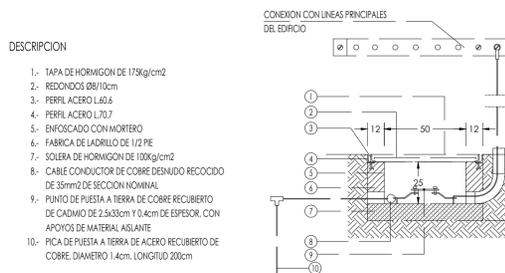 CONEXION CON LINEAS PRINCIPALES
DEL EDIFICIO
DESCRIPCION
1.- TAPA DE HORMIGON DE 175Kg/cm2
2.- REDONDOS Ø8/10cm
3.- PERFIL ACERO L.60.6
4.- PERFIL ACERO L.70.7
5.- ENFOSCADO CON MORTERO
6.- FABRICA DE LADRILLO DE 1/2 PIE
7.- SOLERA DE HORMIGON DE 100Kg/cm2
8.- CABLE CONDUCTOR DE COBRE DESNUDO RECOCIDO
DE 35mm2 DE SECCION NOMINAL
9.- PUNTO DE PUESTA A TIERRA DE COBRE RECUBIERTO
DE CADMIO DE 2.5x33cm Y 0.4cm DE ESPESOR, CON
APOYOS DE MATERIAL AISLANTE
10.- PICA DE PUESTA A TIERRA DE ACERO RECUBIERTO DE
COBRE, DIAMETRO 1.4cm. LONGITUD 200cm
1
2
3
12 50 12
4
5
25
6
7
8
9
10